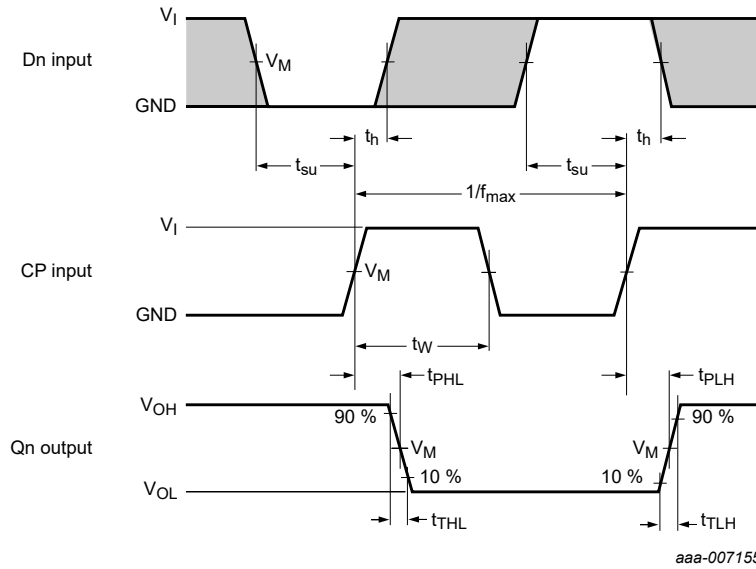 V_I
Dn input
V_M
GND
t_h
t_h
t_su
t_su
1/f_max
V_I
CP input
V_M
GND
t_W
t_PHL
t_PLH
V_OH
90 %
90 %
Qn output
V_M
V_M
10 %
10 %
V_OL
t_THL
t_TLH
aaa-007155